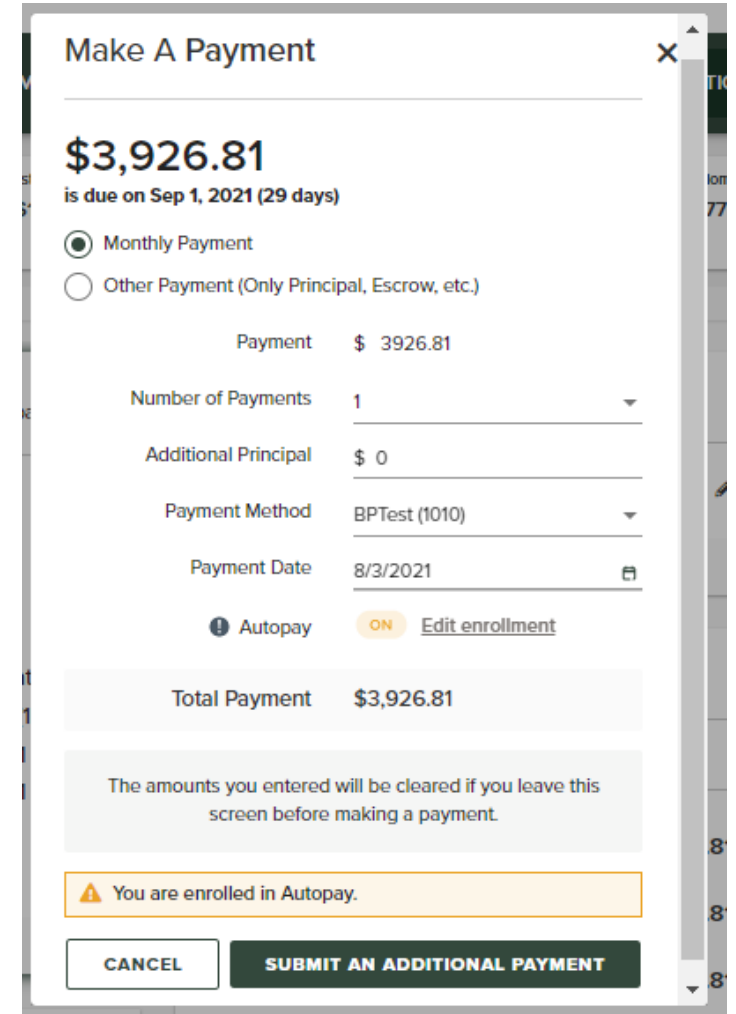 Make A Payment
$3,926.81
is due on Sep 1, 2021 (29 days)
Monthly Payment
Other Payment (Only Principal, Escrow, etc.)
Payment $ 3926.81
Number of Payments 1
Additional Principal $ 0
Payment Method BPTest (1010)
Payment Date 8/3/2021
Autopay ON Edit enrollment
Total Payment $3,926.81
The amounts you entered will be cleared if you leave this
screen before making a payment.
You are enrolled in Autopay.
CANCEL SUBMIT AN ADDITIONAL PAYMENT